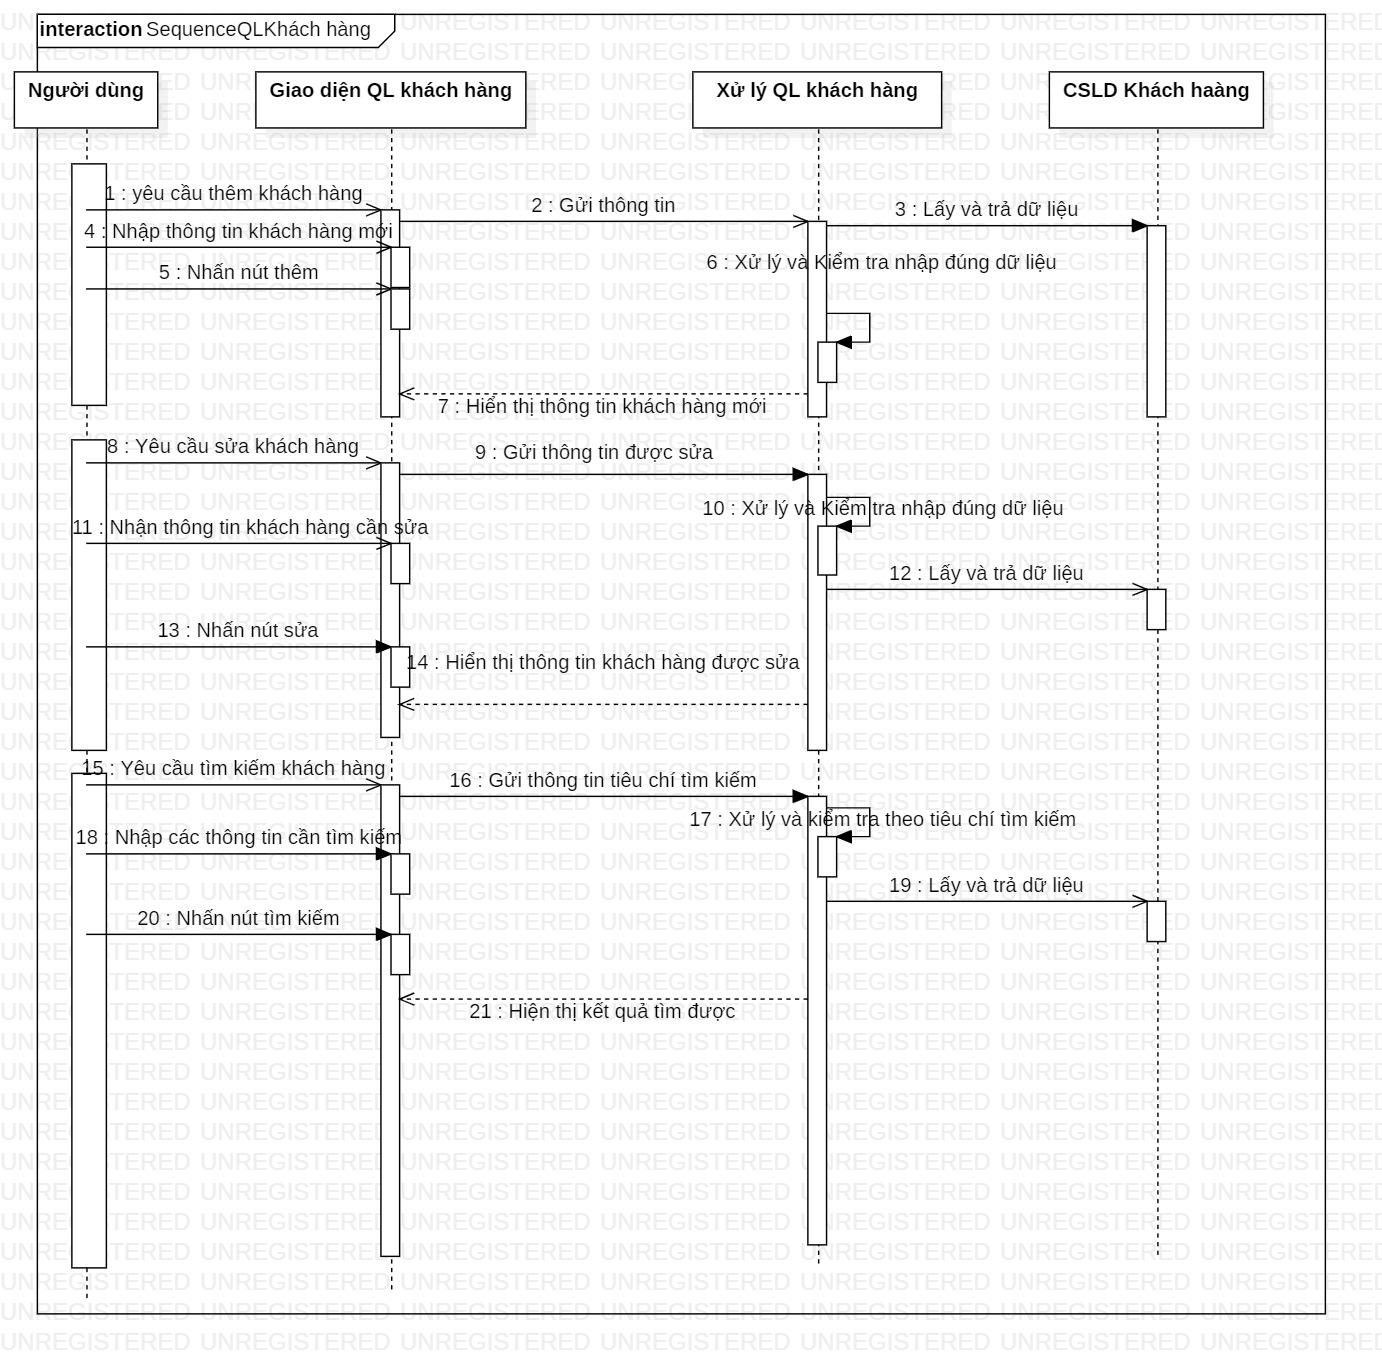 interaction SequenceQLKhách hàng
Người dùng
Giao diện QL khách hàng
Xử lý QL khách hàng
CSLD Khách haàng
1 : yêu cầu thêm khách hàng
2 : Gửi thông tin
3 : Lấy và trả dữ liệu
4 : Nhập thông tin khách hàng mới
5 : Nhấn nút thêm
6 : Xử lý và Kiểm tra nhập đúng dữ liệu
7 : Hiển thị thông tin khách hàng mới
8 : Yêu cầu sửa khách hàng
9 : Gửi thông tin được sửa
10 : Xử lý và Kiểm tra nhập đúng dữ liệu
11 : Nhận thông tin khách hàng cần sửa
12 : Lấy và trả dữ liệu
13 : Nhấn nút sửa
14 : Hiển thị thông tin khách hàng được sửa
15 : Yêu cầu tìm kiếm khách hàng
16 : Gửi thông tin tiêu chí tìm kiếm
17 : Xử lý và kiểm tra theo tiêu chí tìm kiếm
18 : Nhập các thông tin cần tìm kiếm
19 : Lấy và trả dữ liệu
20 : Nhấn nút tìm kiếm
21 : Hiện thị kết quả tìm được
UNREGISTERED